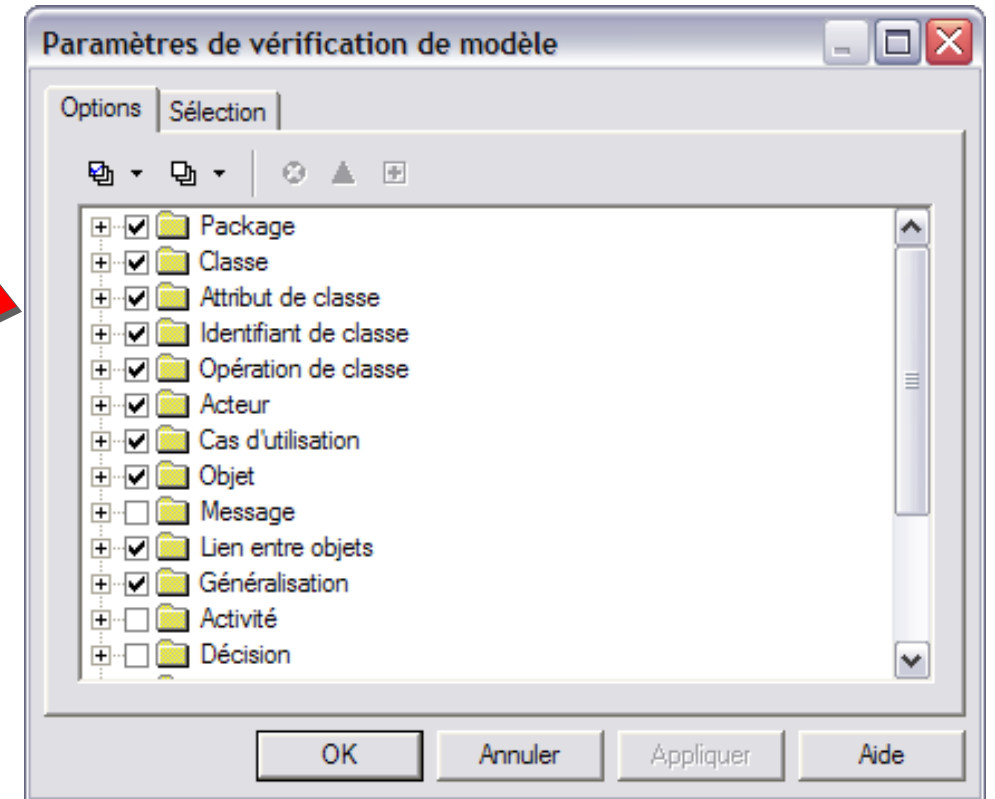 Paramètres de vérification de modèle
Options Sélection
Package
Classe
Attribut de classe
Identifiant de classe
Opération de classe
Acteur
Cas d'utilisation
Objet
Message
Lien entre objets
Généralisation
Activité
Décision
OK Annuler Appliquer Aide